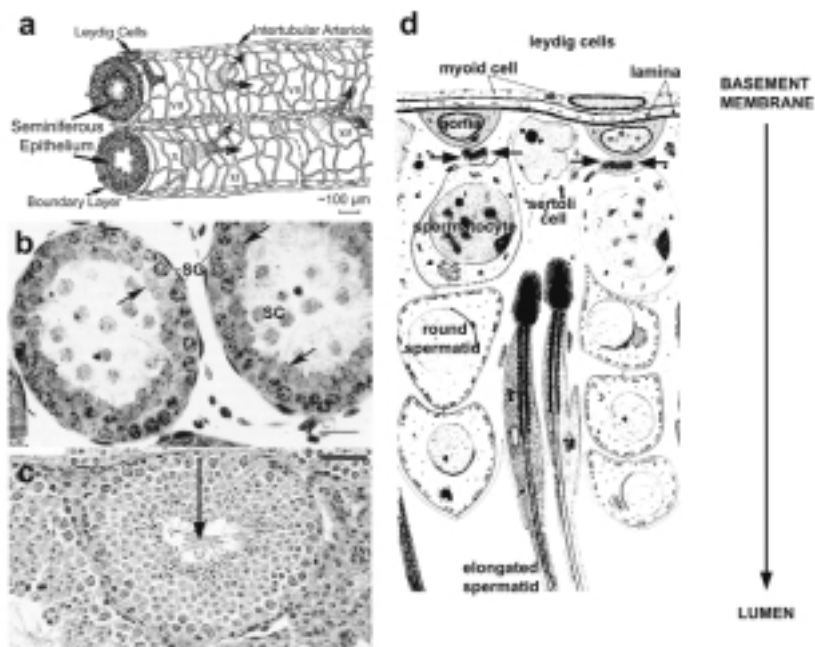 a
Leydig Cells
Intertubular Arteriole
Seminiferous
Epithelium
Boundary Layer
~100 µm
b
SG
SC
c
d
leydig cells
myoid cell
lamina
gonia
sertoli
cell
spermatocyte
round
spermatid
elongated
spermatid
BASEMENT
MEMBRANE
LUMEN